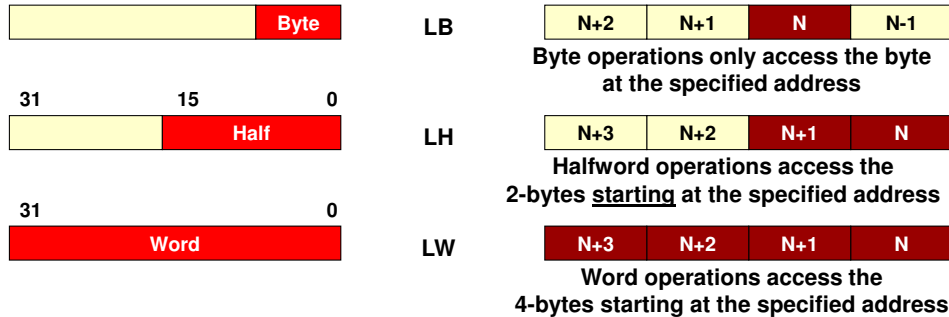 Byte LB N+2 N+1 N N-1
Byte operations only access the byte
at the specified address
31 15 0
Half LH N+3 N+2 N+1 N
Halfword operations access the
2-bytes starting at the specified address
31 0
Word LW N+3 N+2 N+1 N
Word operations access the
4-bytes starting at the specified address